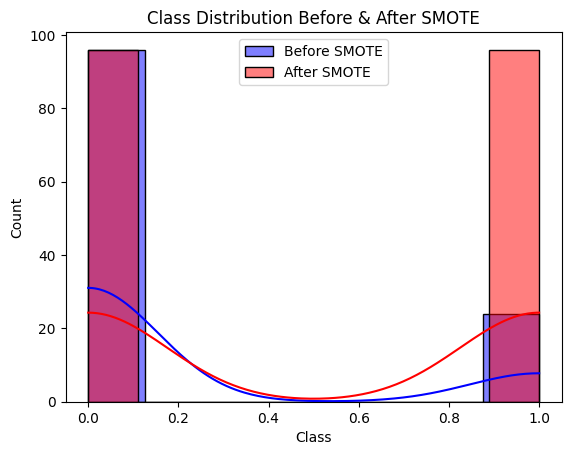 Class Distribution Before & After SMOTE
Before SMOTE
After SMOTE
100
80
60
40
20
0
Count
0.0 0.2 0.4 0.6 0.8 1.0
Class